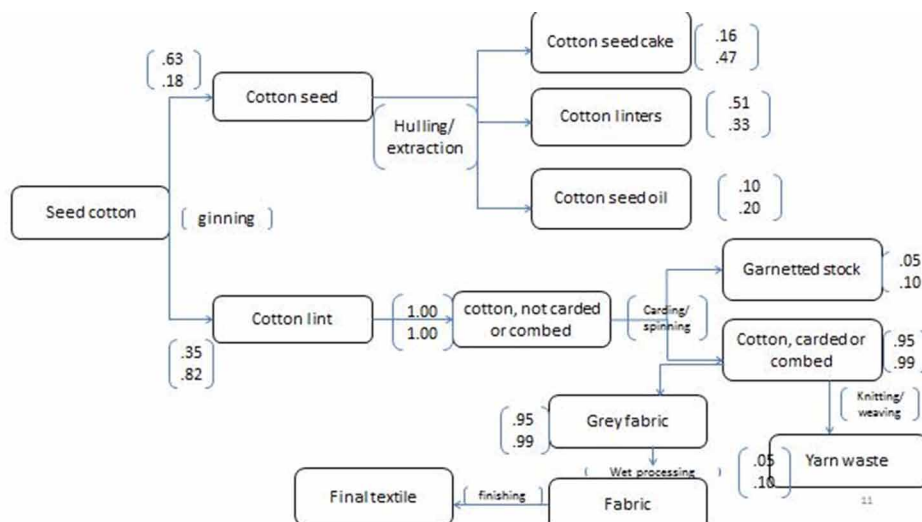 Cotton seed cake
.16
.47
.63
.18
Cotton seed
Hulling/
extraction
Cotton linters
.51
.33
Cotton seed oil
.10
.20
Seed cotton
ginning
Garnetted stock
.05
.10
Cotton lint
1.00
1.00
cotton, not carded
or combed
Carding/
spinning
Cotton, carded or
combed
.95
.99
.35
.82
Knitting/
weaving
.95
.99
Grey fabric
Wet processing
.05
.10
Yarn waste
Final textile
finishing
Fabric
11